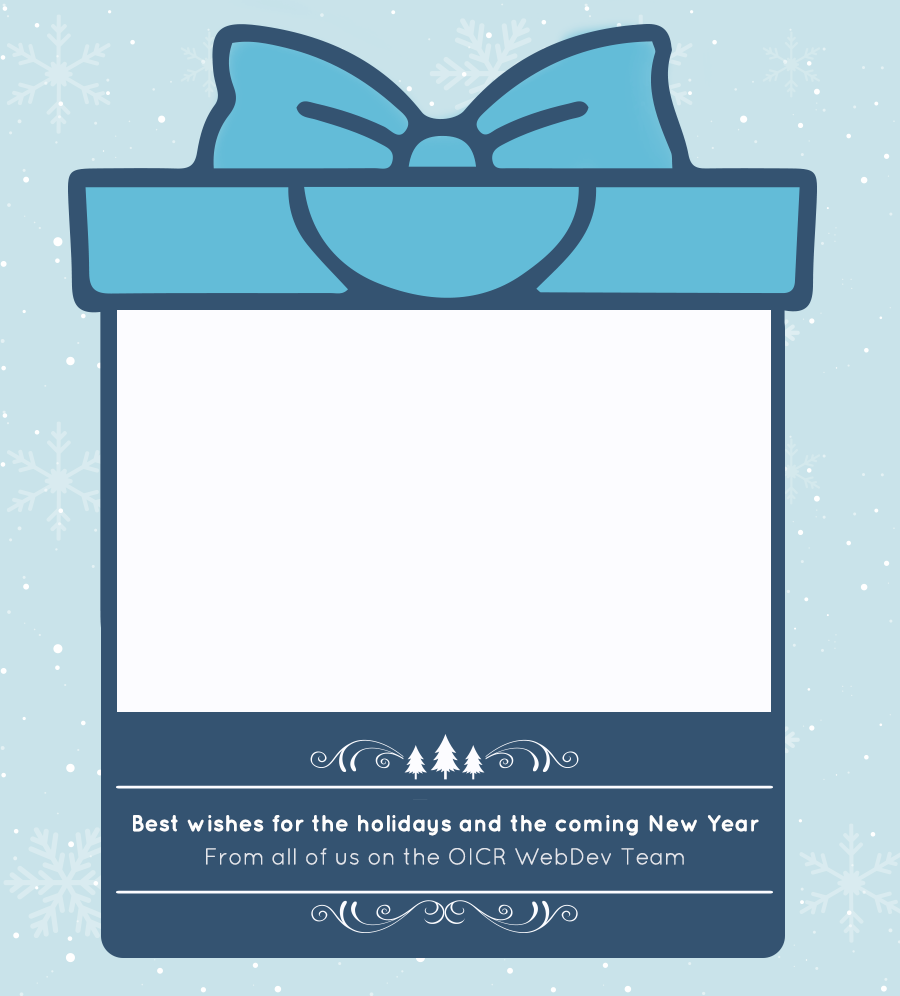 Best wishes for the holidays and the coming New Year
From all of us on the OICR WebDev Team